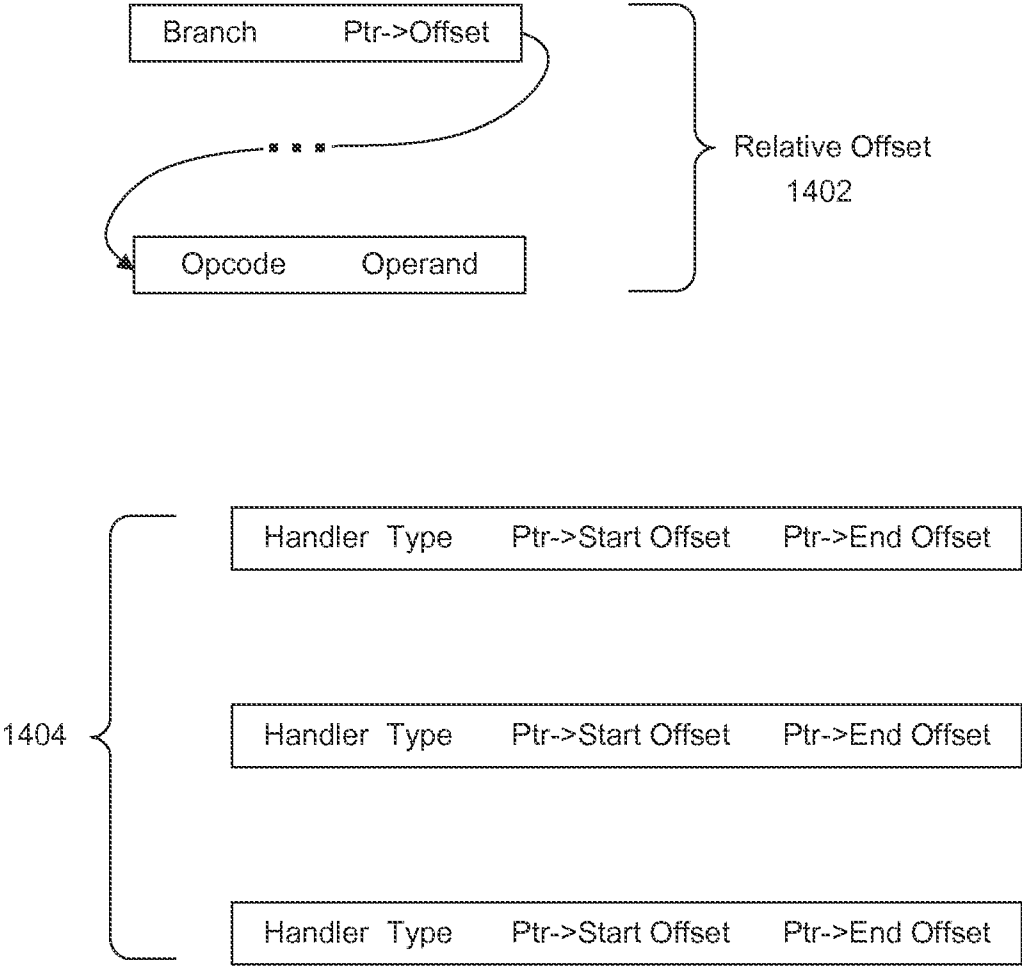 Branch Ptr->Offset
Relative Offset
1402
Opcode Operand
Handler Type Ptr->Start Offset Ptr->End Offset
1404
Handler Type Ptr->Start Offset Ptr->End Offset
Handler Type Ptr->Start Offset Ptr->End Offset